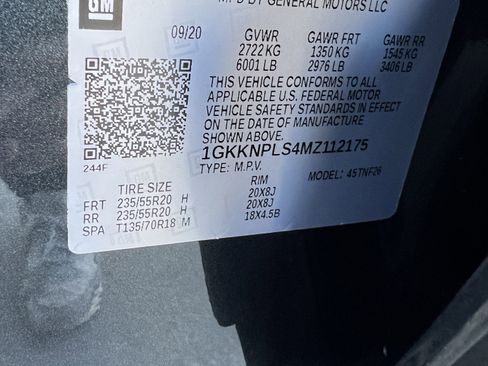 GM
MFD BY GENERAL MOTORS LLC
09/20 GVWR GAWR FRT GAWR RR
2722 KG 1350 KG 1545 KG
6001 LB 2976 LB 3406 LB
THIS VEHICLE CONFORMS TO ALL
APPLICABLE U.S. FEDERAL MOTOR
VEHICLE SAFETY STANDARDS IN EFFECT
ON THE DATE OF MANUFACTURE
SHOWN ABOVE.
1GKKNPLS4MZ112175
244F TYPE: M.P.V. MODEL: 45TNF26
TIRE SIZE RIM
FRT 235/55R20 H 20X8J
RR 235/55R20 H 20X8J
SPA T135/70R18 M 18X4.5B